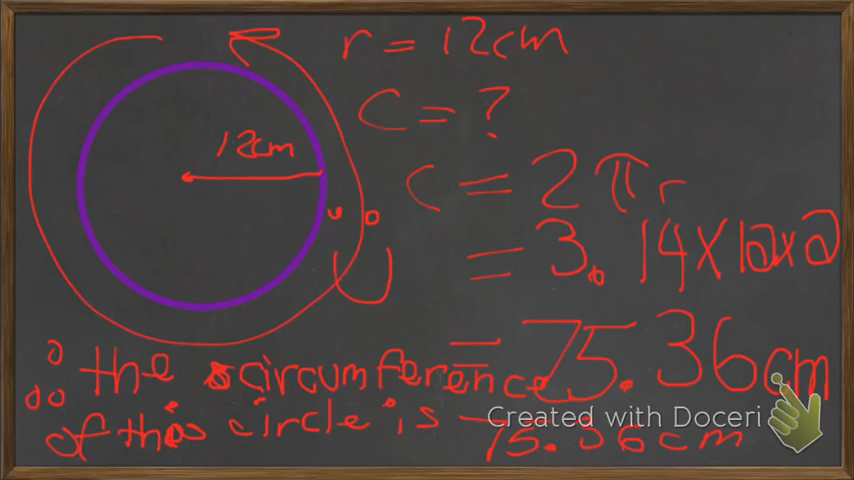 r = 12cm
C = ?
12cm
C = 2πr
= 3.14×12×2
= 75.36cm
∴ the circumference
of this circle is 75.36cm
Created with Doceri